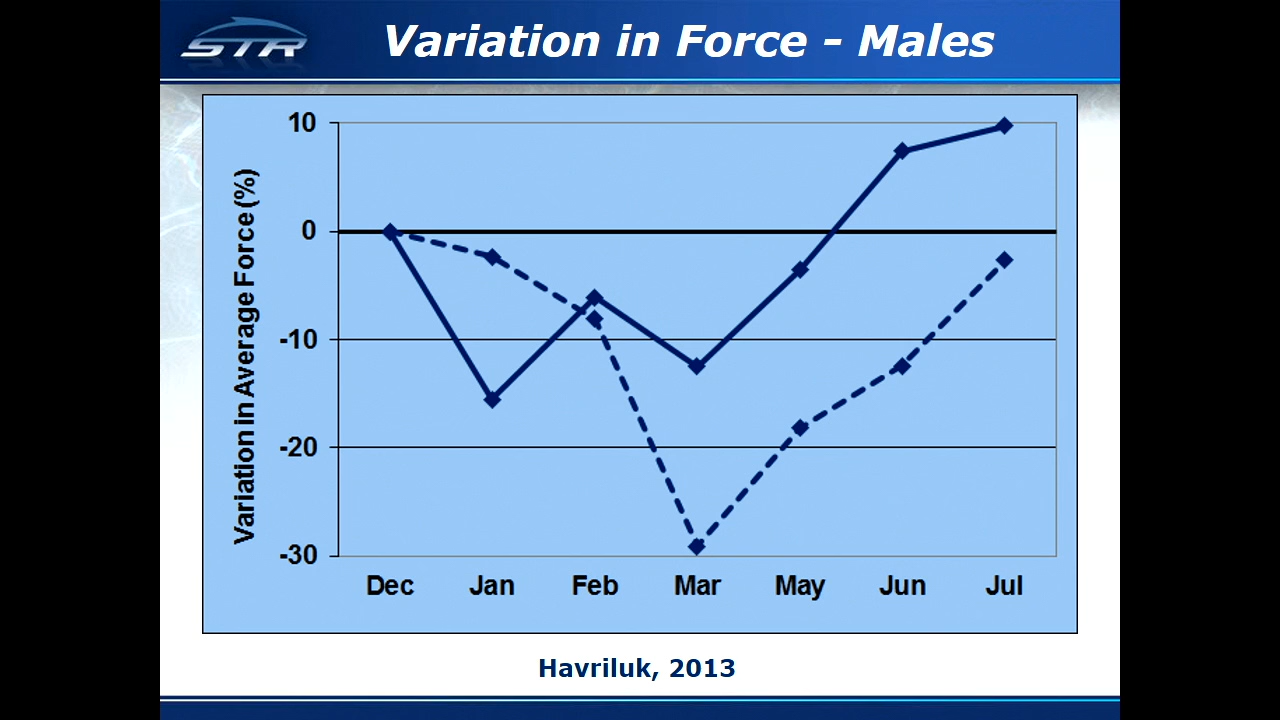 STR
Variation in Force - Males
10
0
-10
-20
-30
Variation in Average Force (%)
Dec Jan Feb Mar May Jun Jul
Havriluk, 2013